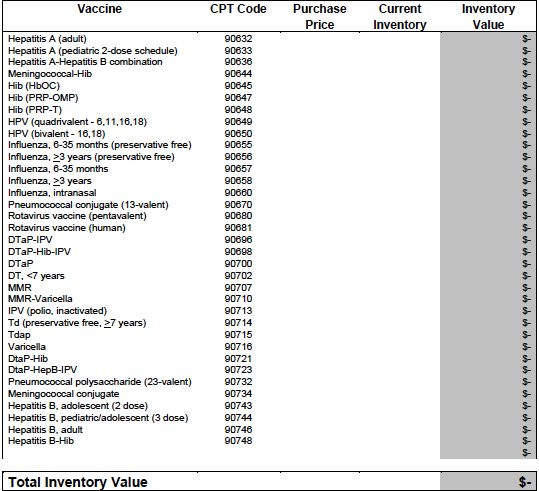 Vaccine CPT Code Purchase Price Current Inventory Inventory Value
Hepatitis A (adult) 90632 $-
Hepatitis A (pediatric 2-dose schedule) 90633 $-
Hepatitis A-Hepatitis B combination 90636 $-
Meningococcal-Hib 90644 $-
Hib (HbOC) 90645 $-
Hib (PRP-OMP) 90647 $-
Hib (PRP-T) 90648 $-
HPV (quadrivalent - 6,11,16,18) 90649 $-
HPV (bivalent - 16,18) 90650 $-
Influenza, 6-35 months (preservative free) 90655 $-
Influenza, >3 years (preservative free) 90656 $-
Influenza, 6-35 months 90657 $-
Influenza, >3 years 90658 $-
Influenza, intranasal 90660 $-
Pneumococcal conjugate (13-valent) 90670 $-
Rotavirus vaccine (pentavalent) 90680 $-
Rotavirus vaccine (human) 90681 $-
DTaP-IPV 90696 $-
DTaP-Hib-IPV 90698 $-
DTaP 90700 $-
DT, <7 years 90702 $-
MMR 90707 $-
MMR-Varicella 90710 $-
IPV (polio, inactivated) 90713 $-
Td (preservative free, >7 years) 90714 $-
Tdap 90715 $-
Varicella 90716 $-
DtaP-Hib 90721 $-
DtaP-HepB-IPV 90723 $-
Pneumococcal polysaccharide (23-valent) 90732 $-
Meningococcal conjugate 90734 $-
Hepatitis B, adolescent (2 dose) 90743 $-
Hepatitis B, pediatric/adolescent (3 dose) 90744 $-
Hepatitis B, adult 90746 $-
Hepatitis B-Hib 90748 $-
$-
Total Inventory Value $-